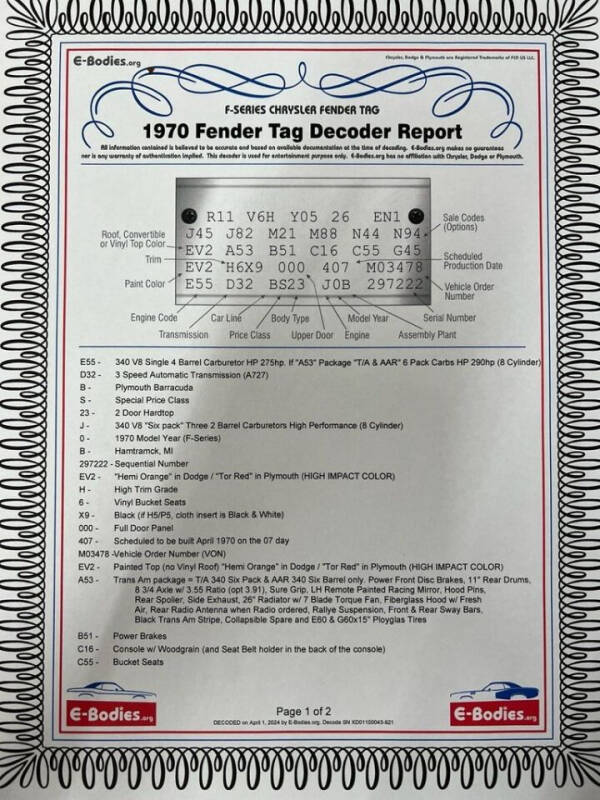 E-Bodies.org
Chrysler, Dodge & Plymouth are Registered Trademarks of FCA US LLC.
F-SERIES CHRYSLER FENDER TAG
1970 Fender Tag Decoder Report
All information contained is believed to be accurate and based on available documentation at the time of decoding. E-Bodies.org makes no guarantees
nor is any warranty of authentication implied. This decoder is used for entertainment purpose only. E-Bodies.org has no affiliation with Chrysler, Dodge or Plymouth.
R11 V6H Y05 26 EN1
J45 J82 M21 M88 N44 N94
EV2 A53 B51 C16 C55 G45
EV2 H6X9 000 407 M03478
E55 D32 BS23 J0B 297222
Roof, Convertible
or Vinyl Top Color
Trim
Paint Color
Sale Codes
(Options)
Scheduled
Production Date
Vehicle Order
Number
Engine Code
Car Line
Body Type
Model Year
Serial Number
Transmission
Price Class
Upper Door
Engine
Assembly Plant
E55 - 340 V8 Single 4 Barrel Carburetor HP 275hp. If "A53" Package "T/A & AAR" 6 Pack Carbs HP 290hp (8 Cylinder)
D32 - 3 Speed Automatic Transmission (A727)
B - Plymouth Barracuda
S - Special Price Class
23 - 2 Door Hardtop
J - 340 V8 "Six pack" Three 2 Barrel Carburetors High Performance (8 Cylinder)
0 - 1970 Model Year (F-Series)
B - Hamtramck, MI
297222 - Sequential Number
EV2 - "Hemi Orange" in Dodge / "Tor Red" in Plymouth (HIGH IMPACT COLOR)
H - High Trim Grade
6 - Vinyl Bucket Seats
X9 - Black (if H5/P5, cloth insert is Black & White)
000 - Full Door Panel
407 - Scheduled to be built April 1970 on the 07 day
M03478 -Vehicle Order Number (VON)
EV2 - Painted Top (no Vinyl Roof) "Hemi Orange" in Dodge / "Tor Red" in Plymouth (HIGH IMPACT COLOR)
A53 - Trans Am package = T/A 340 Six Pack & AAR 340 Six Barrel only. Power Front Disc Brakes, 11" Rear Drums,
8 3/4 Axle w/ 3.55 Ratio (opt 3.91), Sure Grip, LH Remote Painted Racing Mirror, Hood Pins,
Rear Spoiler, Side Exhaust, 26" Radiator w/ 7 Blade Torque Fan, Fiberglass Hood w/ Fresh
Air, Rear Radio Antenna when Radio ordered, Rallye Suspension, Front & Rear Sway Bars,
Black Trans Am Stripe, Collapsible Spare and E60 & G60x15" Ployglas Tires
B51 - Power Brakes
C16 - Console w/ Woodgrain (and Seat Belt holder in the back of the console)
C55 - Bucket Seats
E-Bodies.org
Page 1 of 2
DECODED on April 1, 2024 by E-Bodies.org. Decode SN XD01100043-621
E-Bodies.org